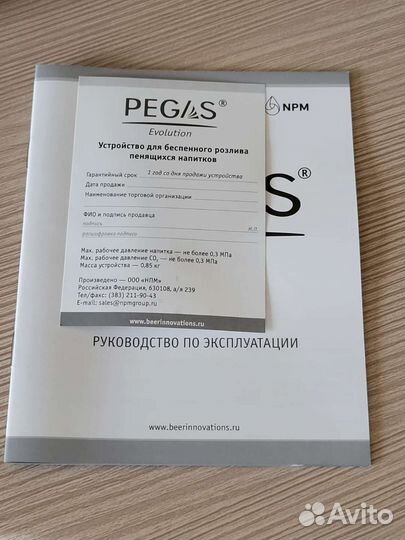 PEGAS®
Evolution
Устройство для беспенного розлива
пенящихся напитков
Гарантийный срок 1 год со дня продажи устройства
Дата продажи
Наименование торговой организации
ФИО и подпись продавца
подпись
расшифровка подписи
М.П.
Мах. рабочее давление напитка — не более 0,3 МПа
Мах. рабочее давление CO₂ — не более 0,3 МПа
Масса устройства — 0,85 кг
Произведено — ООО «НПМ»
Российская Федерация, 630108, а/я 239
Тел/факс: (383) 211-90-43
E-mail: sales@npmgroup.ru
www.beerinnovations.ru
NPM
S®
РУКОВОДСТВО ПО ЭКСПЛУАТАЦИИ
www.beerinnovations.ru
Avito